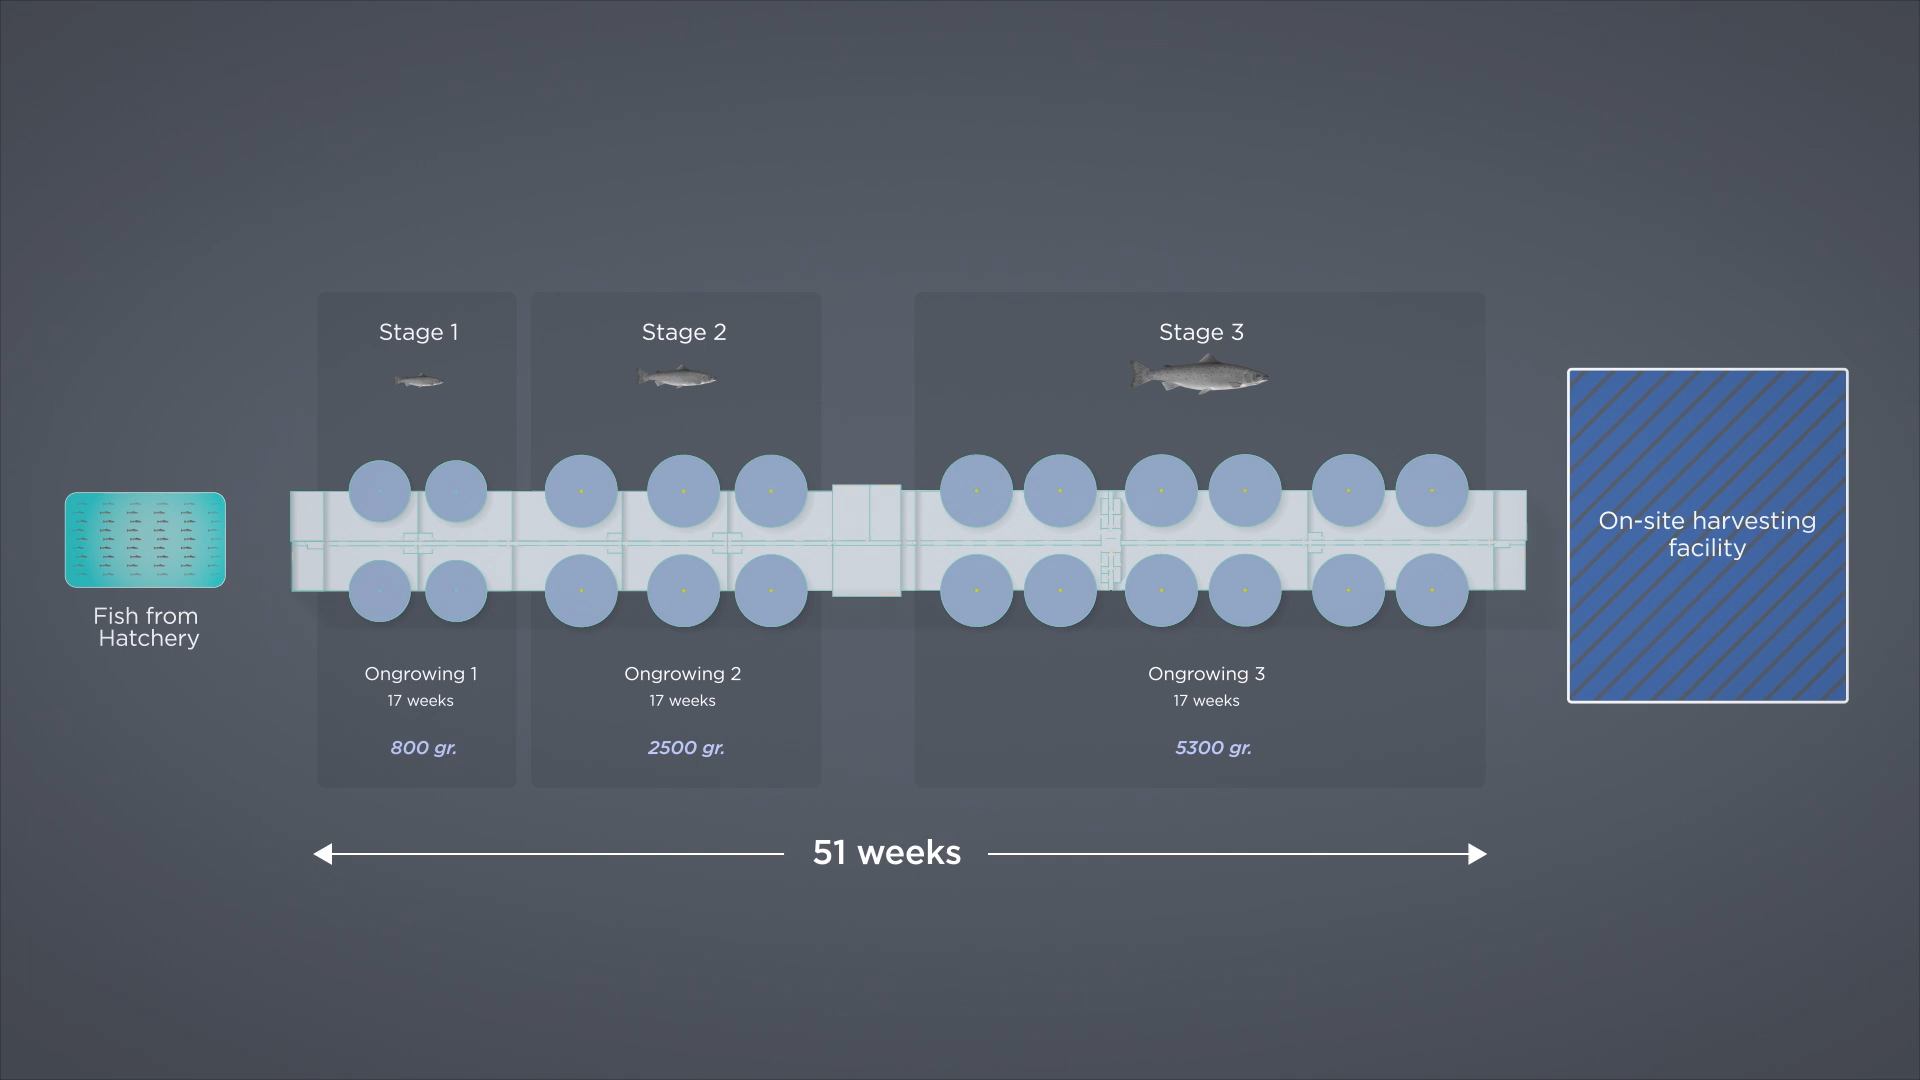 Stage 1
Stage 2
Stage 3
On-site harvesting
facility
Fish from
Hatchery
Ongrowing 1
17 weeks
800 gr.
Ongrowing 2
17 weeks
2500 gr.
Ongrowing 3
17 weeks
5300 gr.
51 weeks